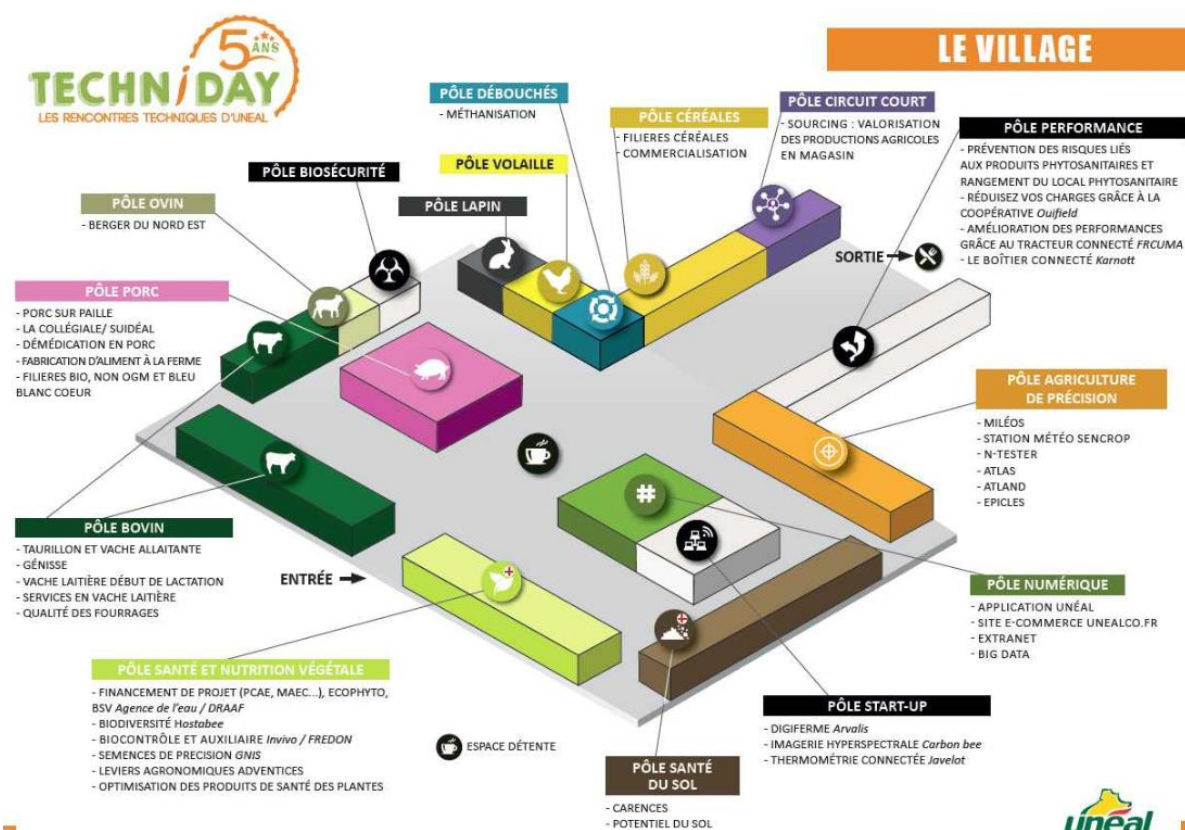 5 ANS
TECHNiDAY
LES RENCONTRES TECHNIQUES D'UNEAL
LE VILLAGE
PÔLE DÉBOUCHÉS
- MÉTHANISATION
PÔLE CÉRÉALES
- FILIERES CÉRÉALES
- COMMERCIALISATION
PÔLE CIRCUIT COURT
- SOURCING : VALORISATION
DES PRODUCTIONS AGRICOLES
EN MAGASIN
PÔLE PERFORMANCE
- PRÉVENTION DES RISQUES LIÉS
AUX PRODUITS PHYTOSANITAIRES ET
RANGEMENT DU LOCAL PHYTOSANITAIRE
- RÉDUISEZ VOS CHARGES GRÂCE À LA
COOPÉRATIVE Ouifield
- AMÉLIORATION DES PERFORMANCES
GRÂCE AU TRACTEUR CONNECTÉ FRCUMA
- LE BOÎTIER CONNECTÉ Karnott
PÔLE VOLAILLE
PÔLE BIOSÉCURITÉ
PÔLE LAPIN
PÔLE OVIN
- BERGER DU NORD EST
SORTIE
PÔLE PORC
- PORC SUR PAILLE
- LA COLLÉGIALE/ SUIDÉAL
- DÉMÉDICATION EN PORC
- FABRICATION D'ALIMENT À LA FERME
- FILIERES BIO, NON OGM ET BLEU
BLANC COEUR
PÔLE AGRICULTURE
DE PRÉCISION
- MILÉOS
- STATION MÉTÉO SENCROP
- N-TESTER
- ATLAS
- ATLAND
- EPICLES
#
PÔLE BOVIN
- TAURILLON ET VACHE ALLAITANTE
- GÉNISSE
- VACHE LAITIÈRE DÉBUT DE LACTATION
- SERVICES EN VACHE LAITIÈRE
- QUALITÉ DES FOURRAGES
ENTRÉE
PÔLE NUMÉRIQUE
- APPLICATION UNÉAL
- SITE E-COMMERCE UNEALCO.FR
- EXTRANET
- BIG DATA
PÔLE SANTÉ ET NUTRITION VÉGÉTALE
- FINANCEMENT DE PROJET (PCAE, MAEC...), ECOPHYTO,
BSV Agence de l'eau / DRAAF
- BIODIVERSITÉ Hostabee
- BIOCONTRÔLE ET AUXILIAIRE Invivo / FREDON
- SEMENCES DE PRECISION GNIS
- LEVIERS AGRONOMIQUES ADVENTICES
- OPTIMISATION DES PRODUITS DE SANTÉ DES PLANTES
ESPACE DÉTENTE
PÔLE START-UP
- DIGIFERME Arvalis
- IMAGERIE HYPERSPECTRALE Carbon bee
- THERMOMÉTRIE CONNECTÉE Javelot
PÔLE SANTÉ
DU SOL
- CARENCES
- POTENTIEL DU SOL
unéal